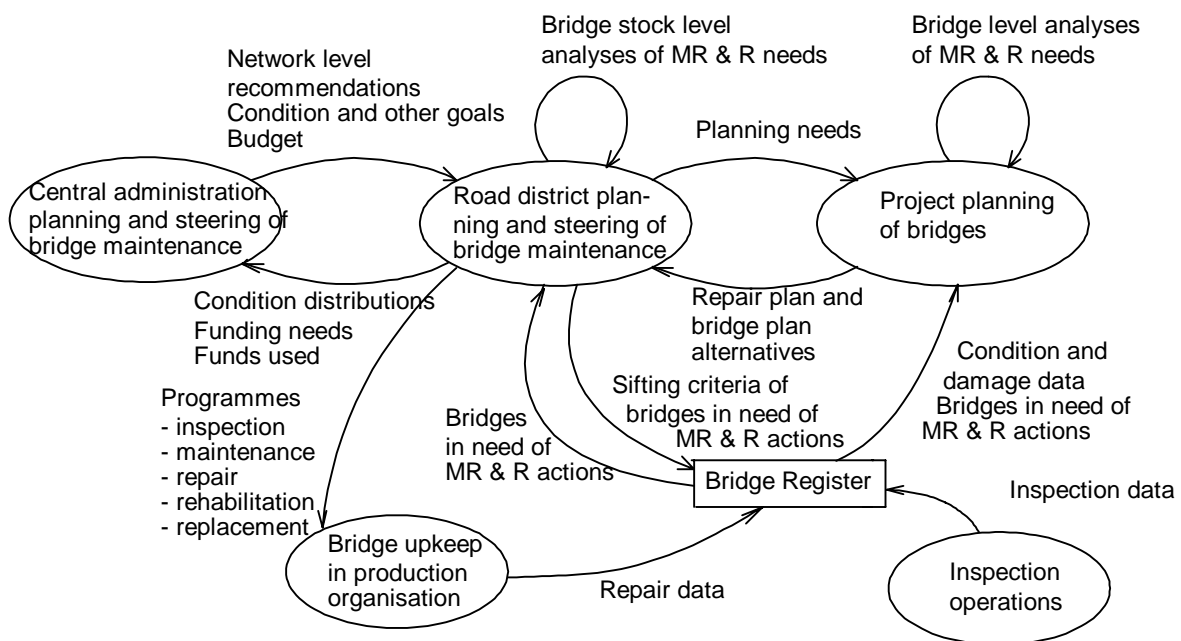 Bridge stock level
analyses of MR & R needs
Bridge level analyses
of MR & R needs
Network level
recommendations
Condition and other goals
Budget
Planning needs
Central administration
planning and steering of
bridge maintenance
Road district plan-
ning and steering of
bridge maintenance
Project planning
of bridges
Condition distributions
Funding needs
Funds used
Repair plan and
bridge plan
alternatives
Programmes
- inspection
- maintenance
- repair
- rehabilitation
- replacement
Bridges
in need of
MR & R actions
Sifting criteria of
bridges in need of
MR & R actions
Condition and
damage data
Bridges in need of
MR & R actions
Bridge Register
Inspection data
Bridge upkeep
in production
organisation
Repair data
Inspection
operations